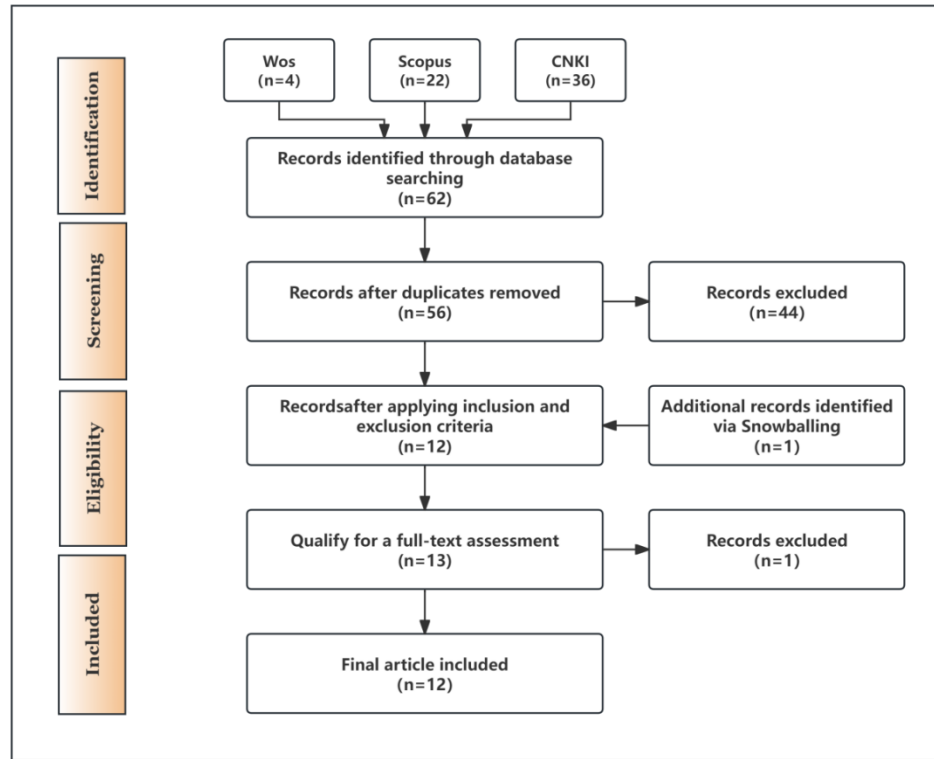 Wos
(n=4)
Scopus
(n=22)
CNKI
(n=36)
Identification
Records identified through database
searching
(n=62)
Screening
Records after duplicates removed
(n=56)
Records excluded
(n=44)
Eligibility
Recordsafter applying inclusion and
exclusion criteria
(n=12)
Additional records identified
via Snowballing
(n=1)
Qualify for a full-text assessment
(n=13)
Records excluded
(n=1)
Included
Final article included
(n=12)